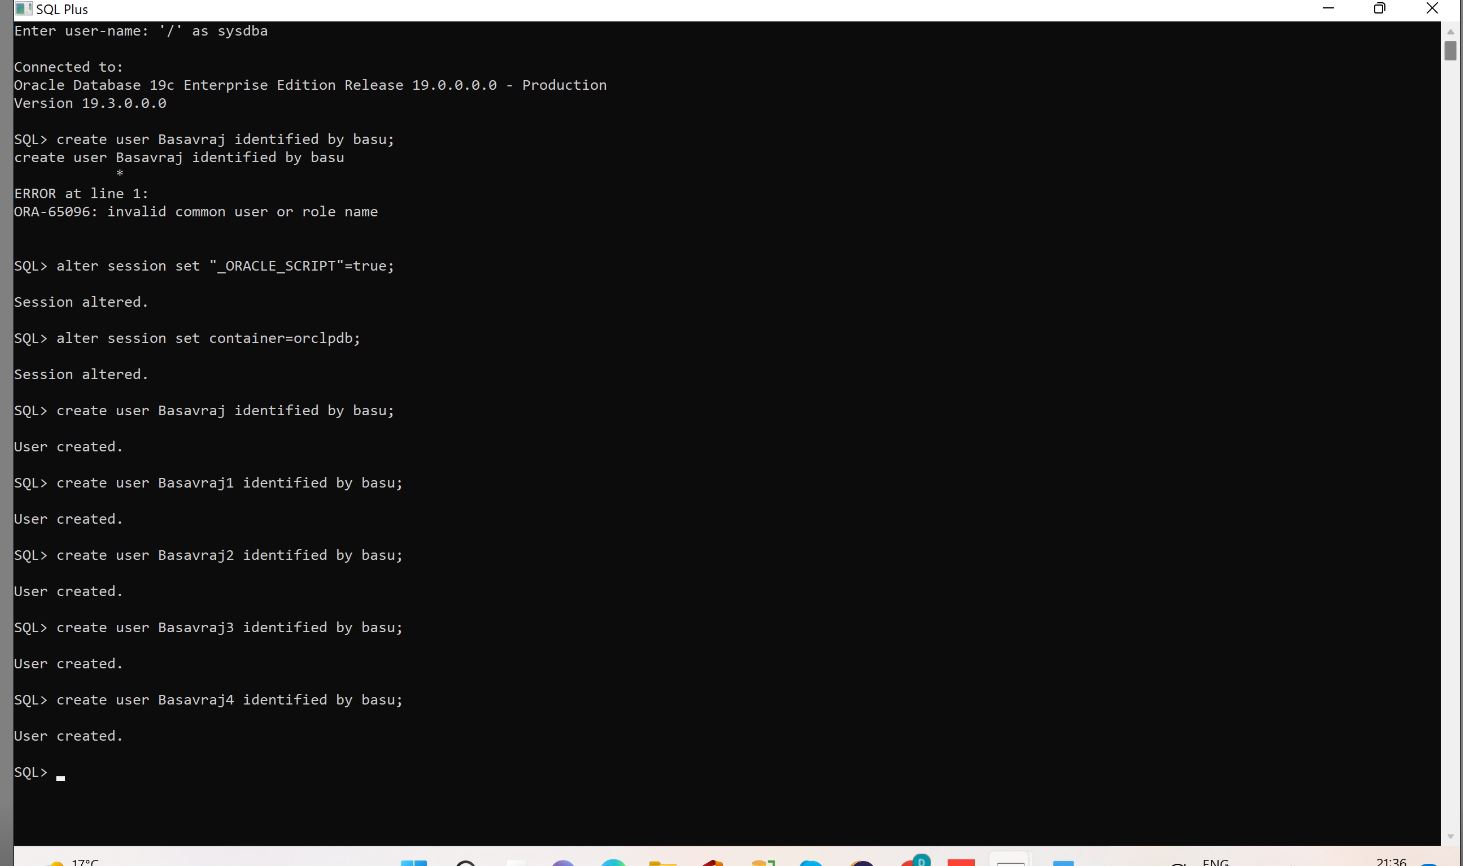 SQL Plus
Enter user-name: '/' as sysdba
Connected to:
Oracle Database 19c Enterprise Edition Release 19.0.0.0.0 - Production
Version 19.3.0.0.0
SQL> create user Basavraj identified by basu;
create user Basavraj identified by basu
*
ERROR at line 1:
ORA-65096: invalid common user or role name
SQL> alter session set "_ORACLE_SCRIPT"=true;
Session altered.
SQL> alter session set container=orclpdb;
Session altered.
SQL> create user Basavraj identified by basu;
User created.
SQL> create user Basavraj1 identified by basu;
User created.
SQL> create user Basavraj2 identified by basu;
User created.
SQL> create user Basavraj3 identified by basu;
User created.
SQL> create user Basavraj4 identified by basu;
User created.
SQL>
17°C
ENG
21:36